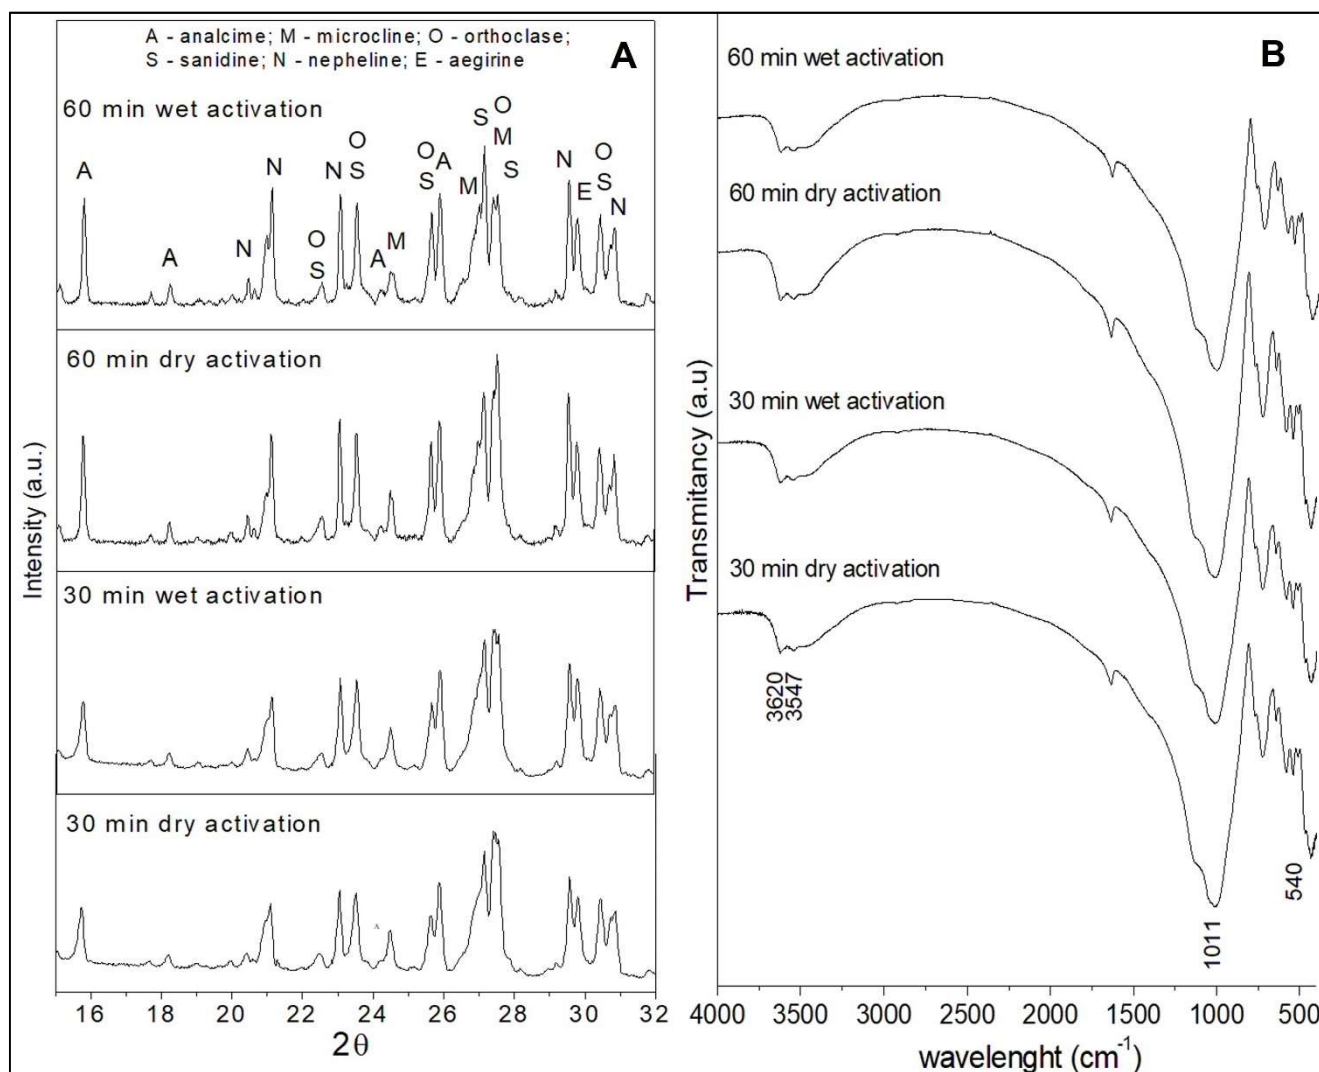 A - analcime; M - microcline; O - orthoclase;
S - sanidine; N - nepheline; E - aegirine
A
60 min wet activation
A
A
N
N
O
S
N
O
S
A
M
O
S
A
M
S
O
M
S
N
E
O
S
N
60 min dry activation
30 min wet activation
30 min dry activation
Intensity (a.u.)
16 18 20 22 24 26 28 30 32
2θ
B
60 min wet activation
60 min dry activation
30 min wet activation
30 min dry activation
3620
3547
1011
540
Transmitancy (a.u)
4000 3500 3000 2500 2000 1500 1000 500
wavelenght (cm⁻¹)